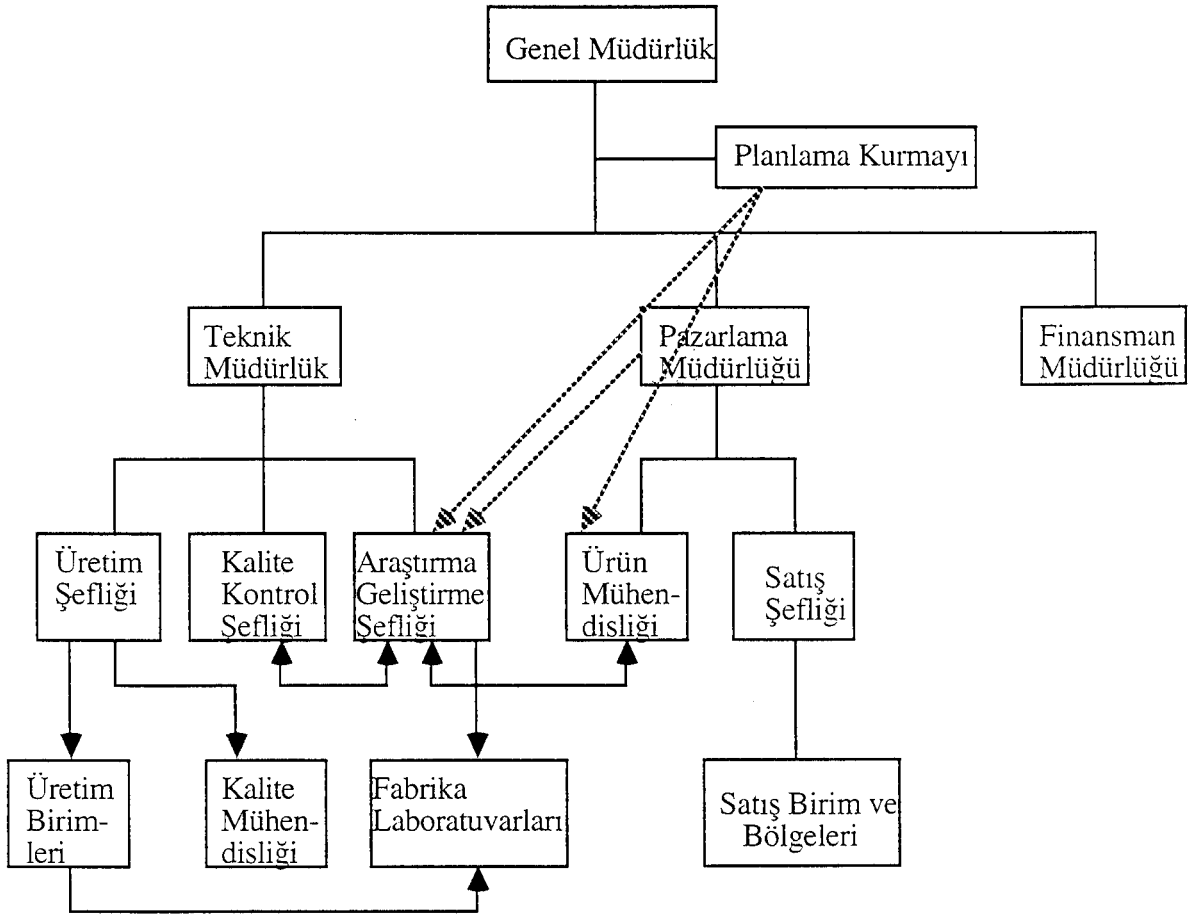 Genel Müdürlük
Planlama Kurmayı
Teknik
Müdürlük
Pazarlama
Müdürlüğü
Finansman
Müdürlüğü
Üretim
Şefliği
Kalite
Kontrol
Şefliği
Araştırma
Geliştirme
Şefliği
Ürün
Mühen-
disliği
Satış
Şefliği
Üretim
Birim-
leri
Kalite
Mühen-
disliği
Fabrika
Laboratuvarları
Satış Birim ve
Bölgeleri